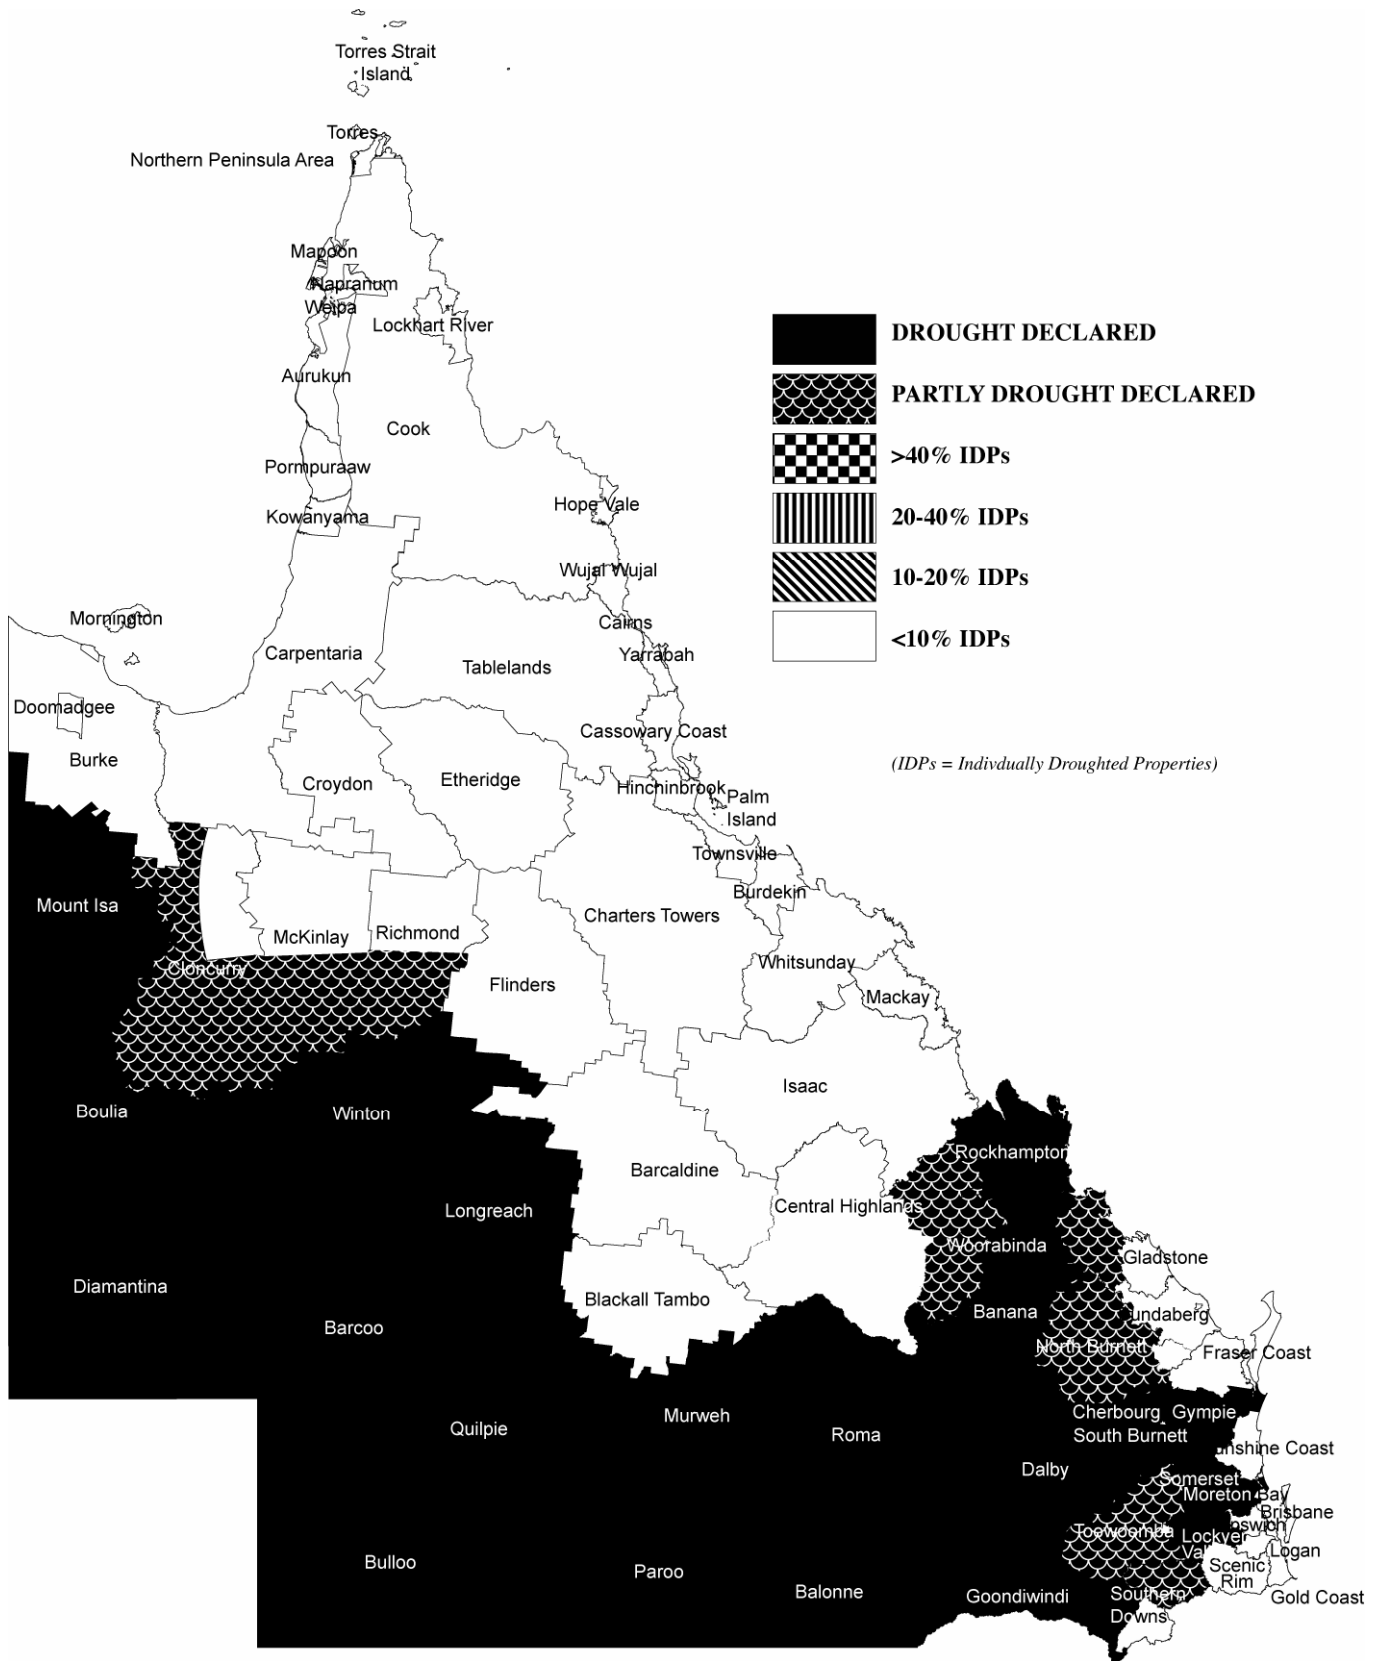 Torres Strait
Island
Torres
Northern Peninsula Area
Mapoon
Napranum
Weipa
Lockhart River
DROUGHT DECLARED
Aurukun
PARTLY DROUGHT DECLARED
Cook
>40% IDPs
Pormpuraaw
Hope Vale
Kowanyama
20-40% IDPs
Wujal Wujal
10-20% IDPs
Mornington
Cairns
<10% IDPs
Carpentaria
Yarrabah
Tablelands
Doomadgee
Cassowary Coast
Burke
(IDPs = Indivdually Droughted Properties)
Croydon
Etheridge
Hinchinbrook
Palm
Island
Townsville
Burdekin
Mount Isa
Charters Towers
McKinlay
Richmond
Cloncurry
Whitsunday
Flinders
Mackay
Isaac
Boulia
Winton
Rockhampton
Barcaldine
Longreach
Central Highlands
Woorabinda
Gladstone
Diamantina
Blackall Tambo
Banana
undaberg
Barcoo
North Burnett
Fraser Coast
Murweh
Cherbourg
Gympie
Quilpie
Roma
South Burnett
unshine Coast
Dalby
Somerset
Moreton Bay
Brisbane
pswich
Toowoomba
Lockyer
Val
Logan
Bulloo
Paroo
Scenic
Rim
Balonne
Goondiwindi
Southern
Downs
Gold Coast